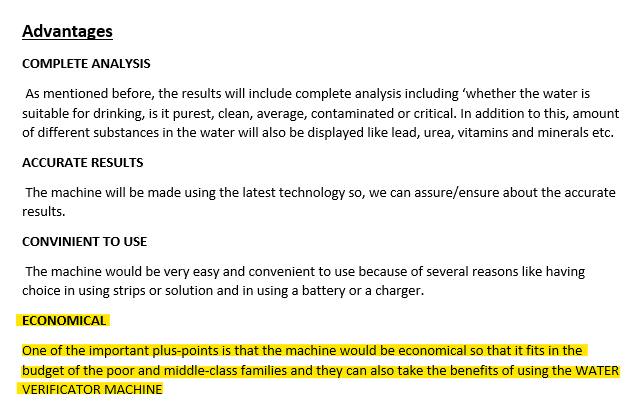 Advantages
COMPLETE ANALYSIS
As mentioned before, the results will include complete analysis including ‘whether the water is
suitable for drinking, is it purest, clean, average, contaminated or critical. In addition to this, amount
of different substances in the water will also be displayed like lead, urea, vitamins and minerals etc.
ACCURATE RESULTS
The machine will be made using the latest technology so, we can assure/ensure about the accurate
results.
CONVINIENT TO USE
The machine would be very easy and convenient to use because of several reasons like having
choice in using strips or solution and in using a battery or a charger.
ECONOMICAL
One of the important plus-points is that the machine would be economical so that it fits in the
budget of the poor and middle-class families and they can also take the benefits of using the WATER
VERIFICATOR MACHINE